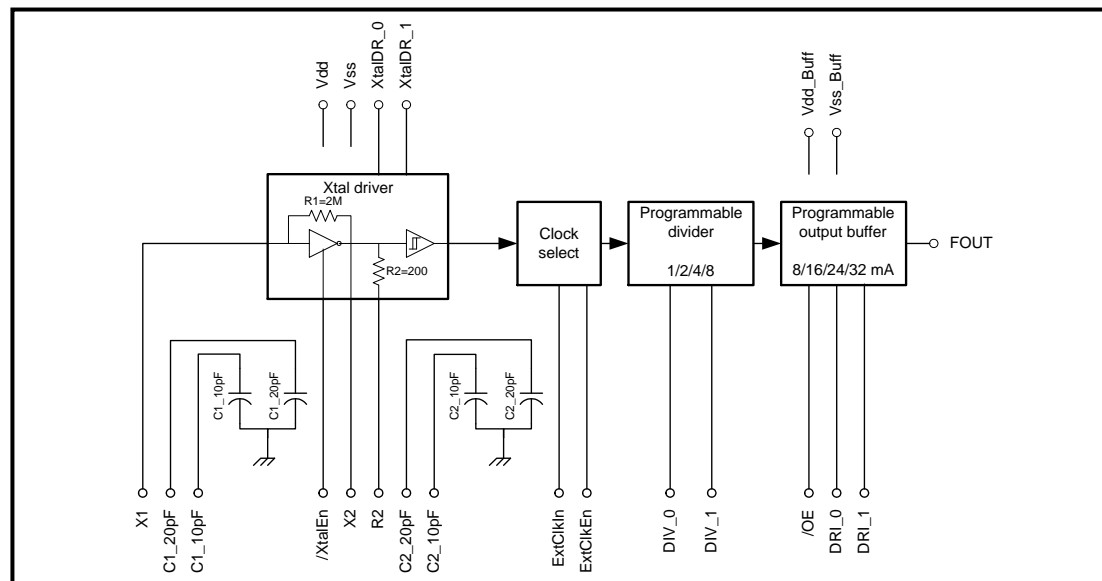 Vdd
Vss
XtalDR_0
XtalDR_1
Vdd_Buff
Vss_Buff
Xtal driver
R1=2M
R2=200
Clock
select
Programmable
divider
1/2/4/8
Programmable
output buffer
8/16/24/32 mA
FOUT
C1_10pF
C1_20pF
C2_10pF
C2_20pF
X1
C1_20pF
C1_10pF
/XtalEn
X2
R2
C2_20pF
C2_10pF
ExtClkIn
ExtClkEn
DIV_0
DIV_1
/OE
DRI_0
DRI_1